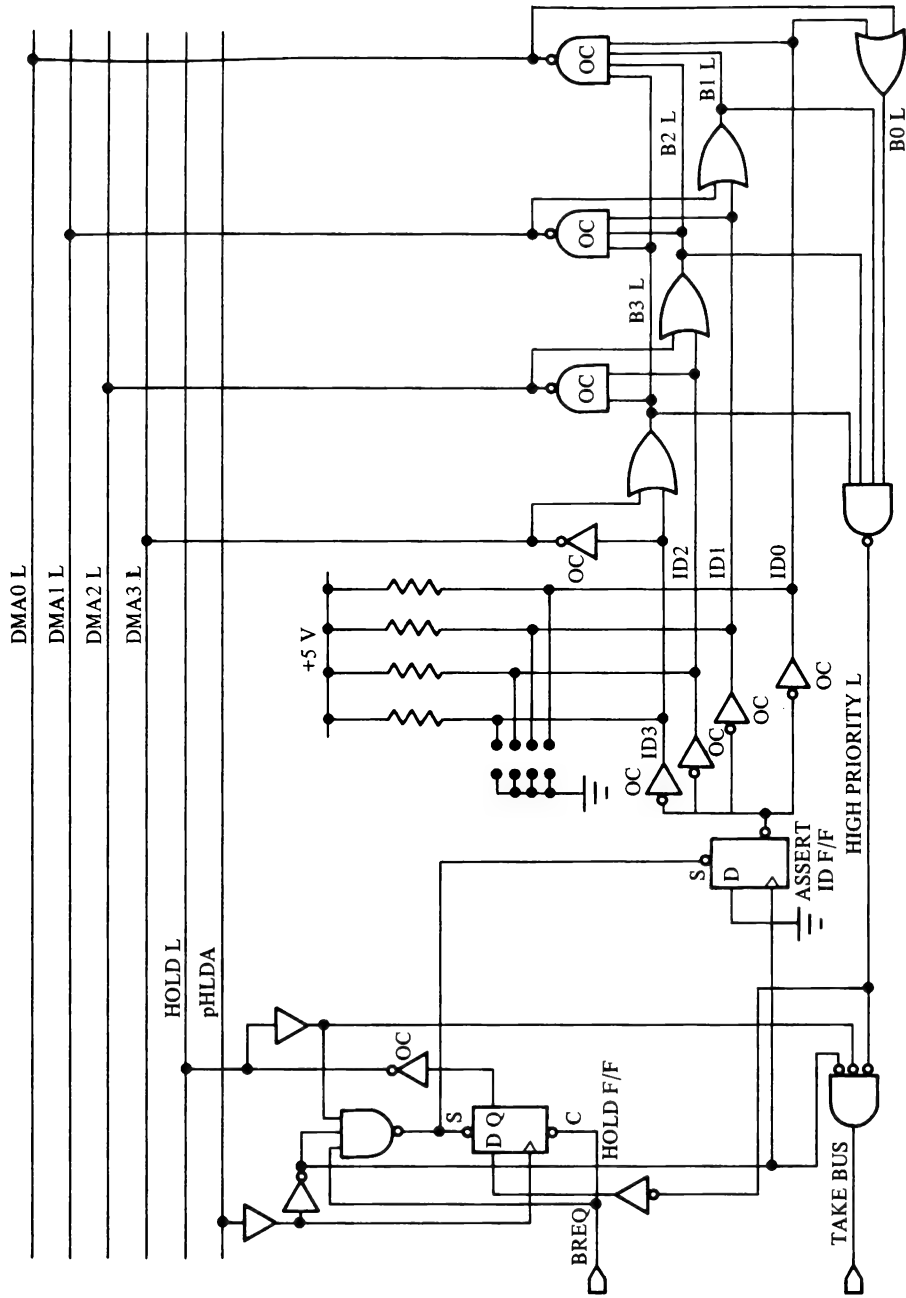 DMA0 L
DMA1 L
DMA2 L
DMA3 L
HOLD L
pHLDA
+5 V
OC
OC
OC
OC
OC
B3 L
B2 L
B1 L
B0 L
ID3
ID2
ID1
ID0
OC
OC
OC
OC
S
D
ASSERT
ID F/F
S
D Q
C
HOLD F/F
BREQ
HIGH PRIORITY L
TAKE BUS